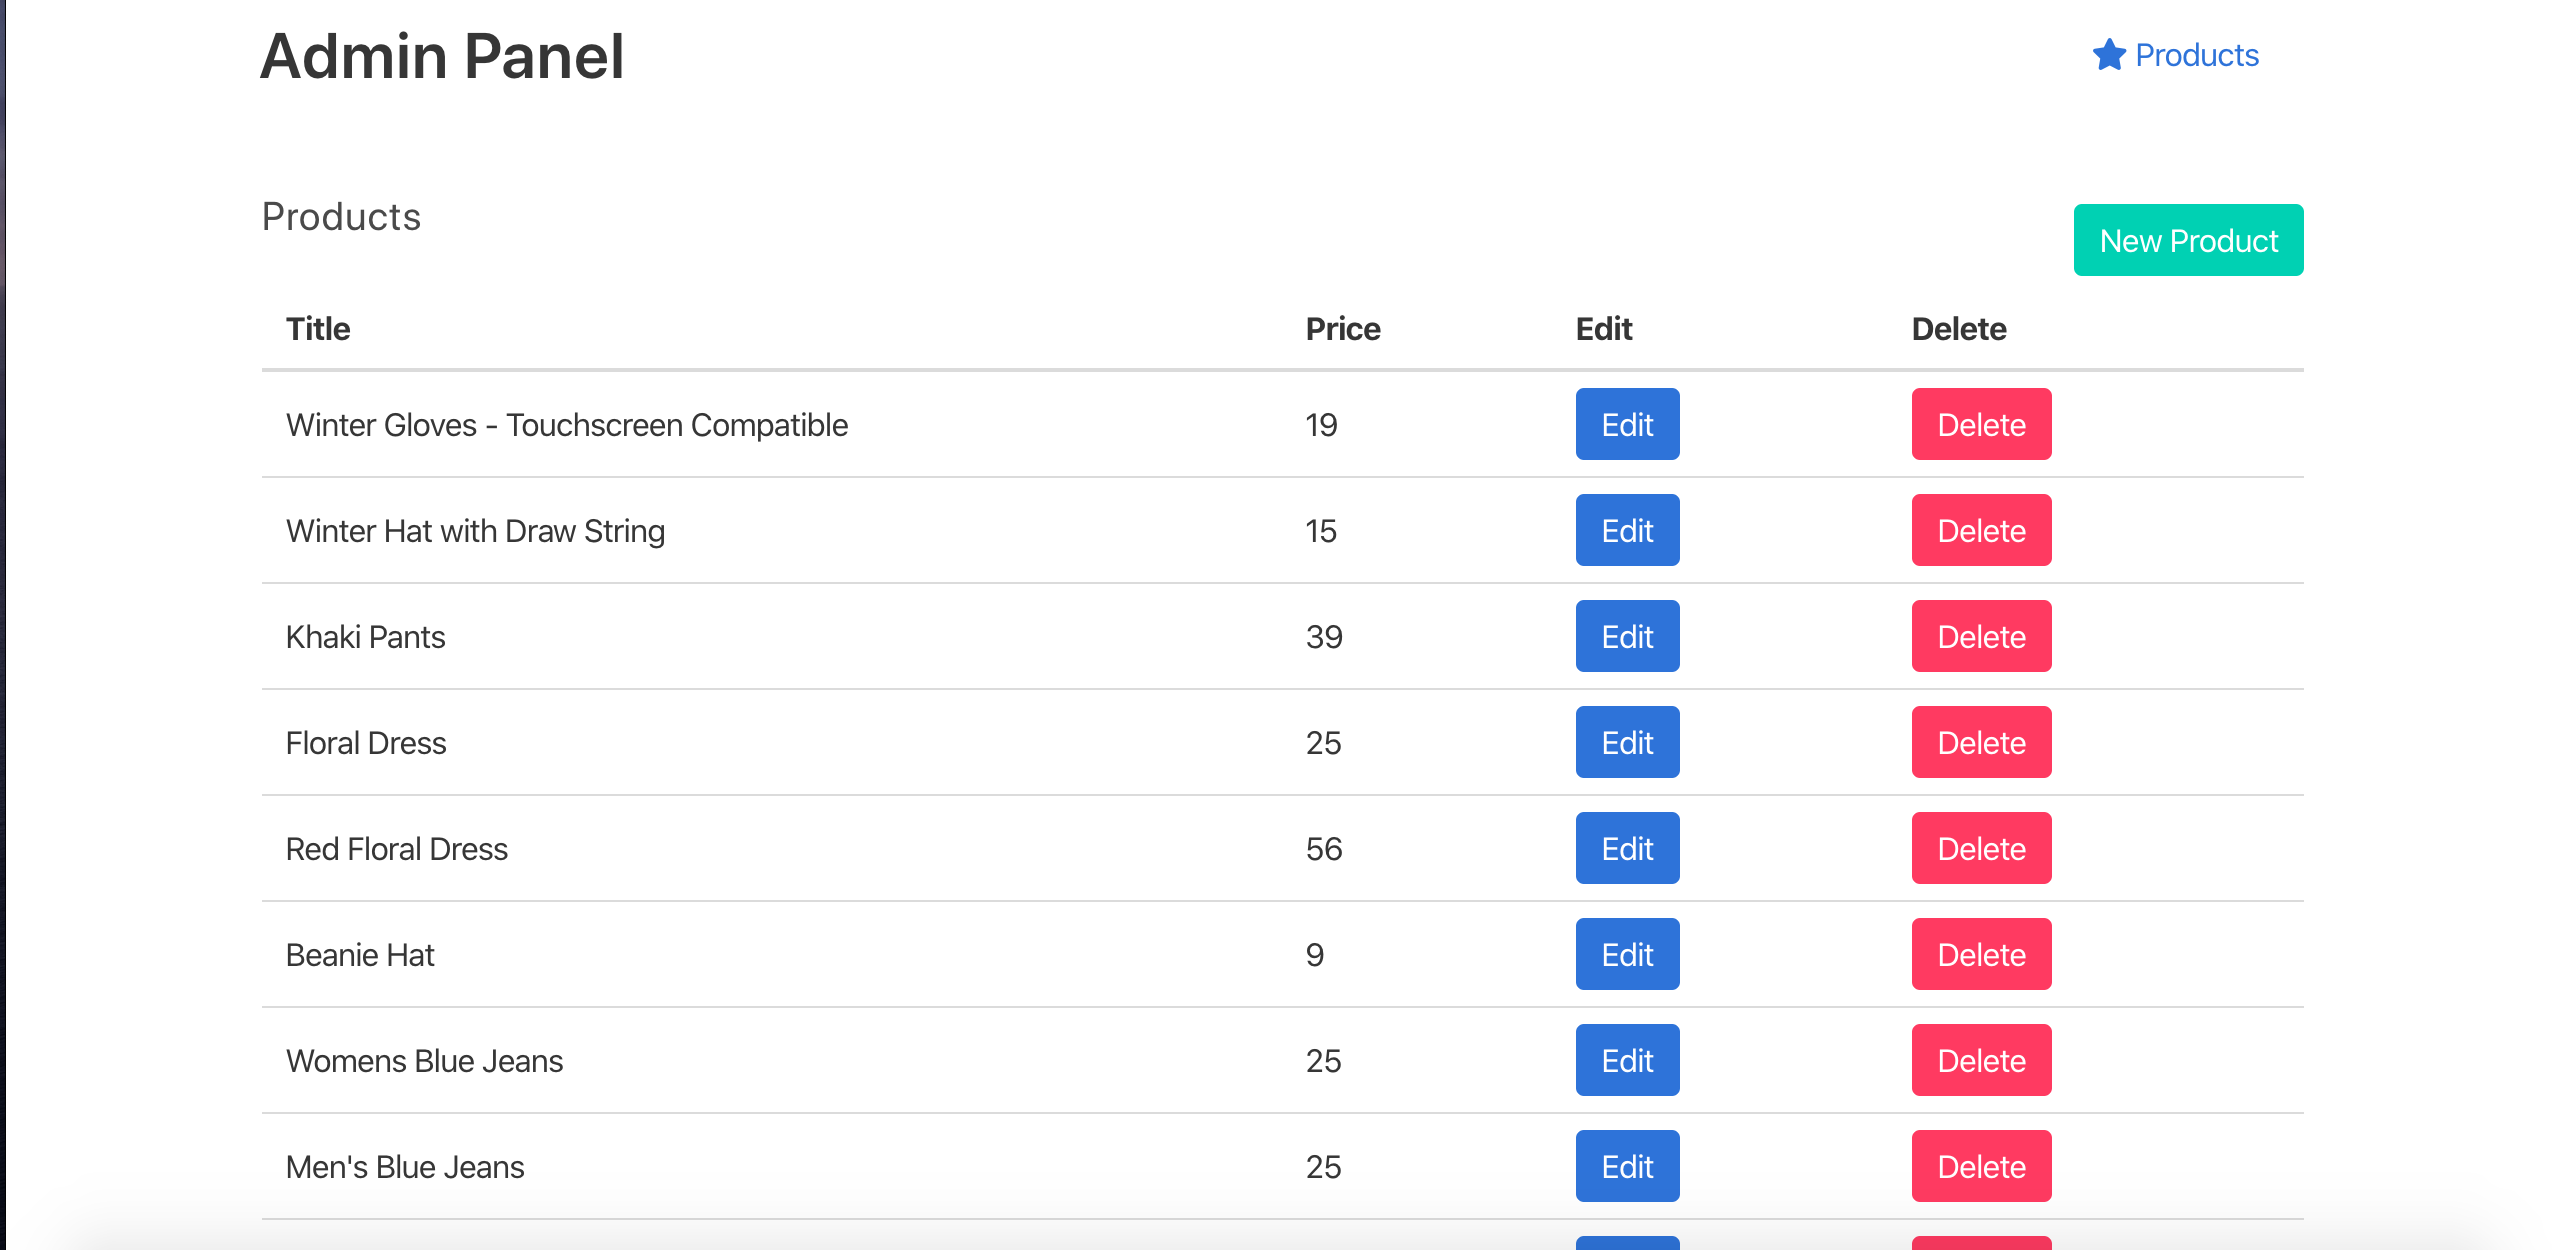 Admin Panel
Products
Products
New Product
Title Price Edit Delete
Winter Gloves - Touchscreen Compatible 19 Edit Delete
Winter Hat with Draw String 15 Edit Delete
Khaki Pants 39 Edit Delete
Floral Dress 25 Edit Delete
Red Floral Dress 56 Edit Delete
Beanie Hat 9 Edit Delete
Womens Blue Jeans 25 Edit Delete
Men's Blue Jeans 25 Edit Delete